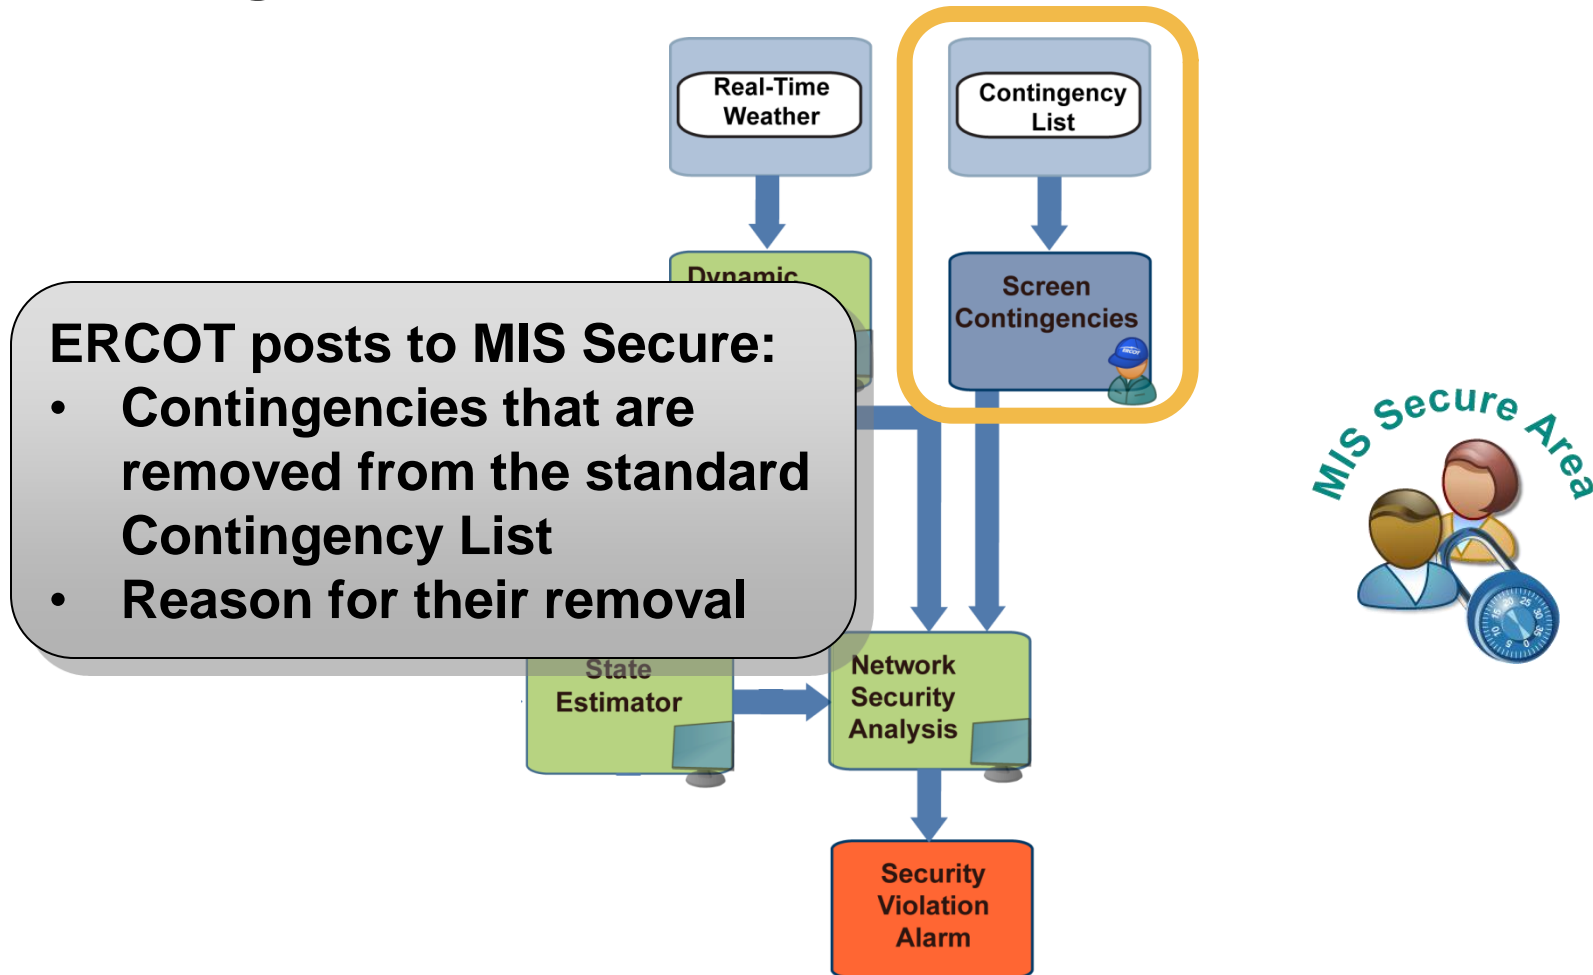 Real-Time
Weather
Contingency
List
Dynamic
Screen
Contingencies
ERCOT
ERCOT posts to MIS Secure:
• Contingencies that are
removed from the standard
Contingency List
• Reason for their removal
MIS Secure Area
State
Estimator
Network
Security
Analysis
Security
Violation
Alarm